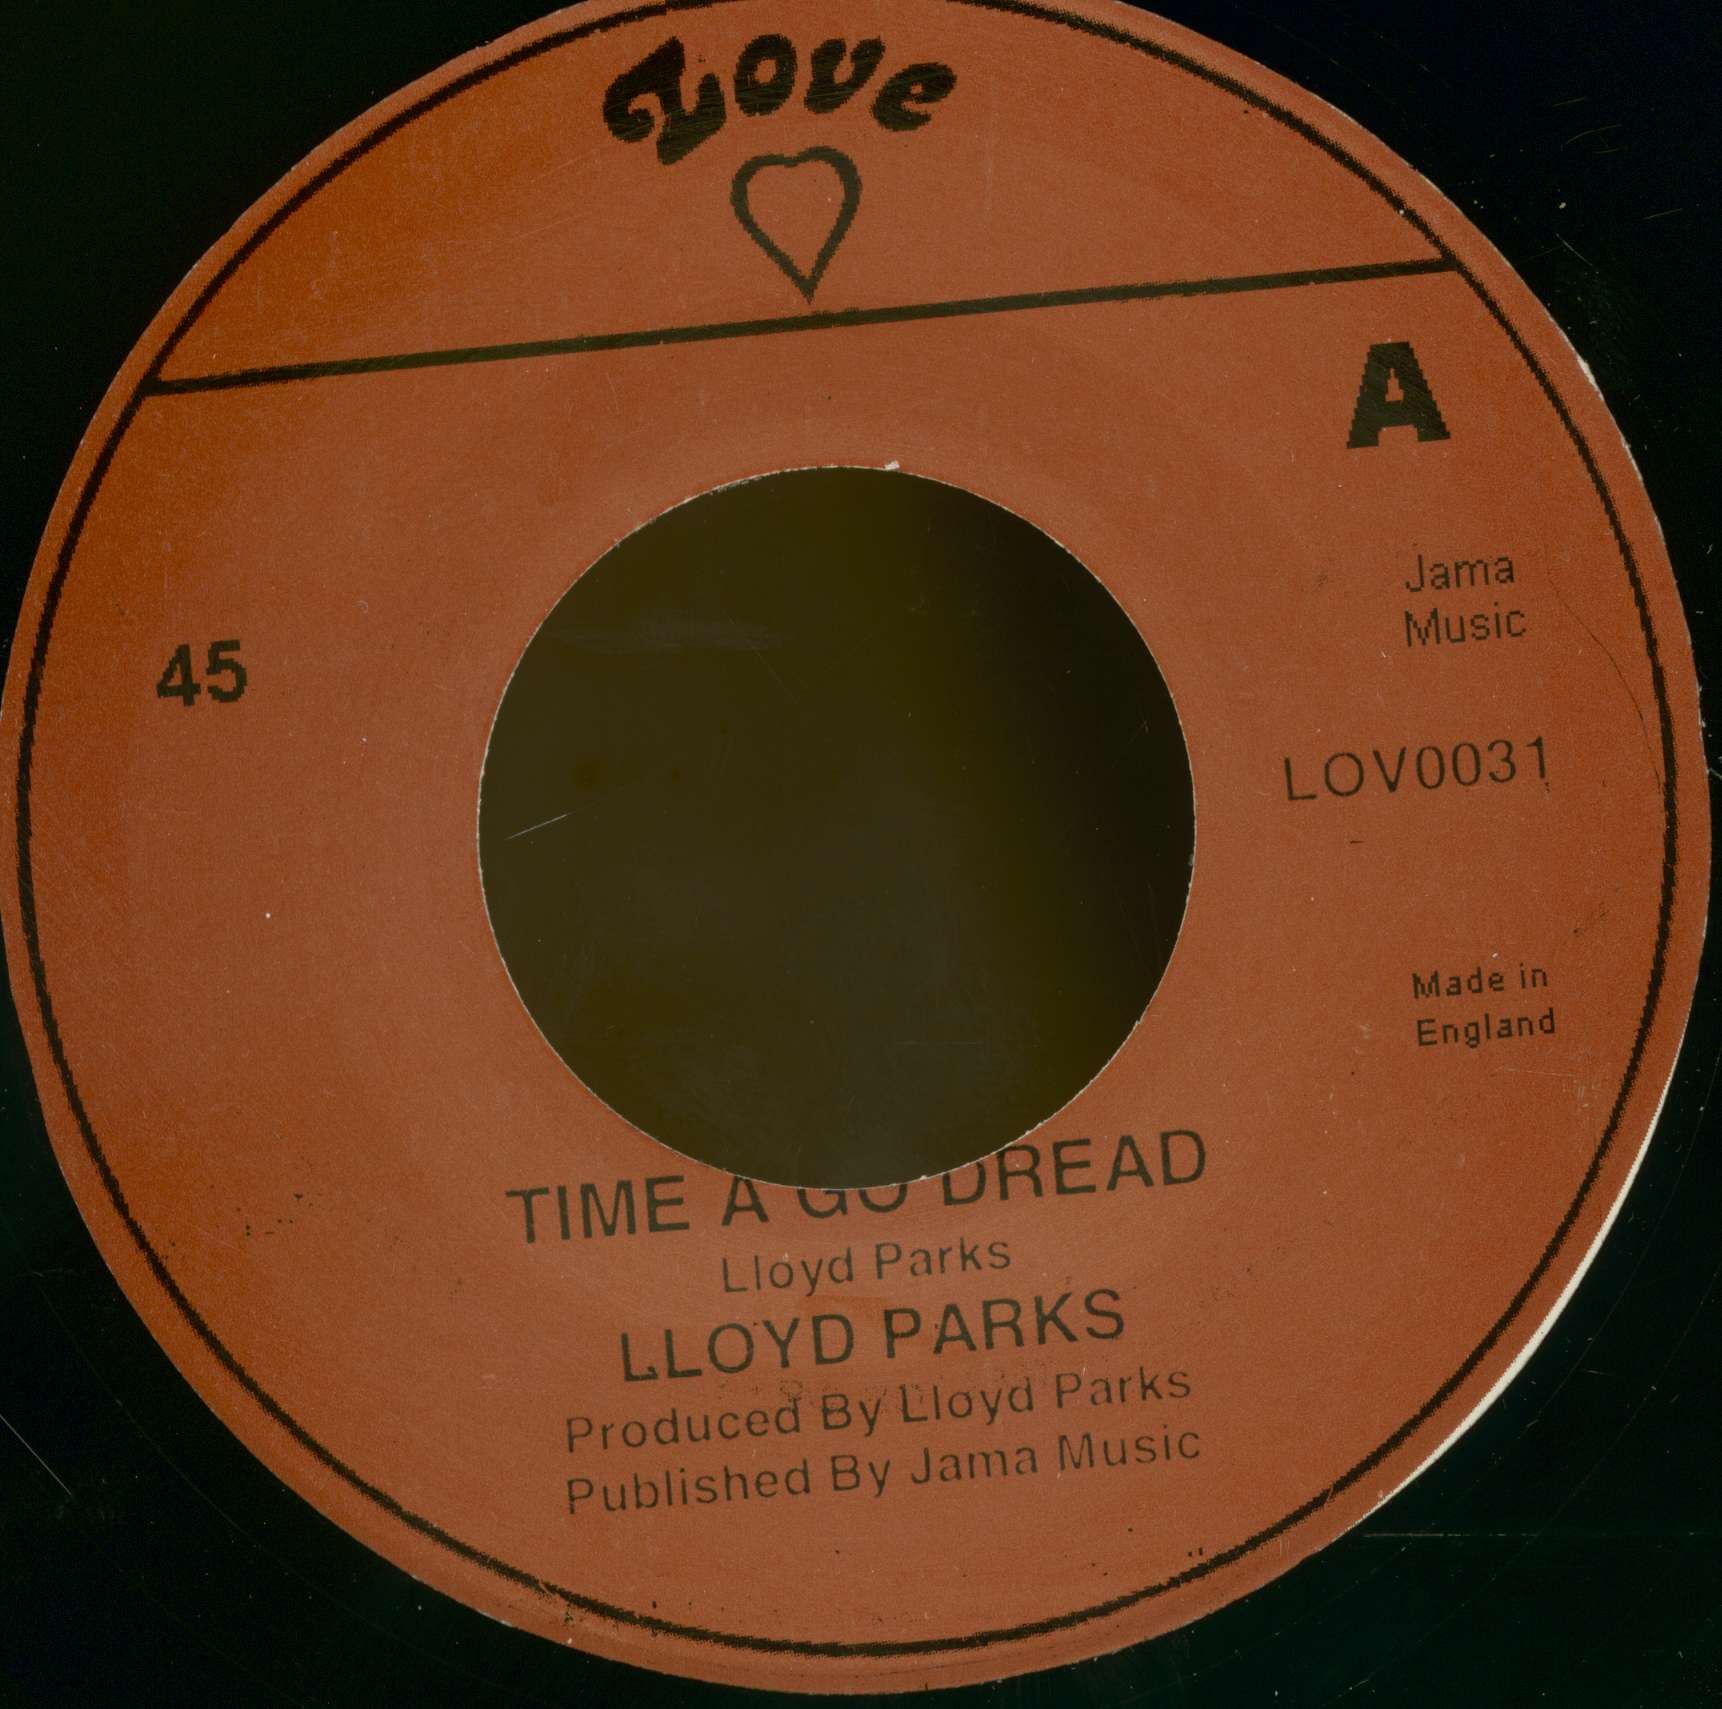 Love
A
Jama
Music
45
LOV0031
Made in
England
TIME A GO DREAD
Lloyd Parks
LLOYD PARKS
Produced By Lloyd Parks
Published By Jama Music